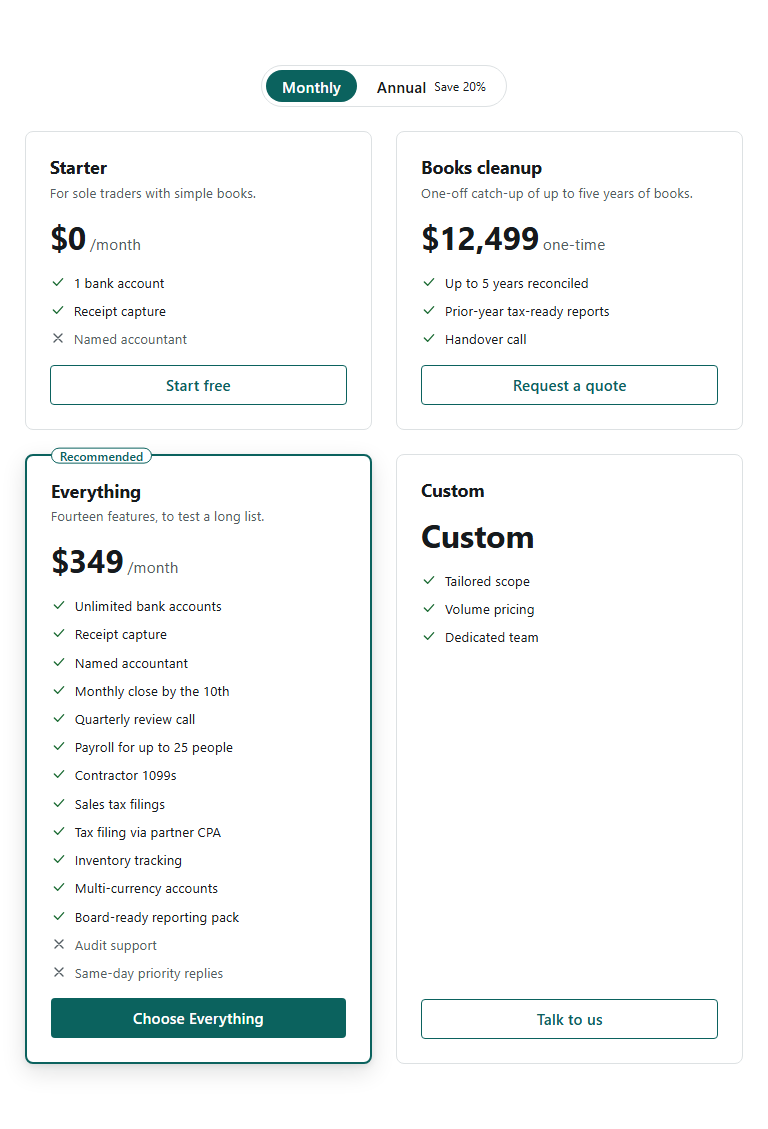 Monthly
Annual Save 20%
Starter
For sole traders with simple books.
$0 /month
1 bank account
Receipt capture
Named accountant
Start free
Books cleanup
One-off catch-up of up to five years of books.
$12,499 one-time
Up to 5 years reconciled
Prior-year tax-ready reports
Handover call
Request a quote
Recommended
Everything
Fourteen features, to test a long list.
$349 /month
Unlimited bank accounts
Receipt capture
Named accountant
Monthly close by the 10th
Quarterly review call
Payroll for up to 25 people
Contractor 1099s
Sales tax filings
Tax filing via partner CPA
Inventory tracking
Multi-currency accounts
Board-ready reporting pack
Audit support
Same-day priority replies
Choose Everything
Custom
Custom
Tailored scope
Volume pricing
Dedicated team
Talk to us